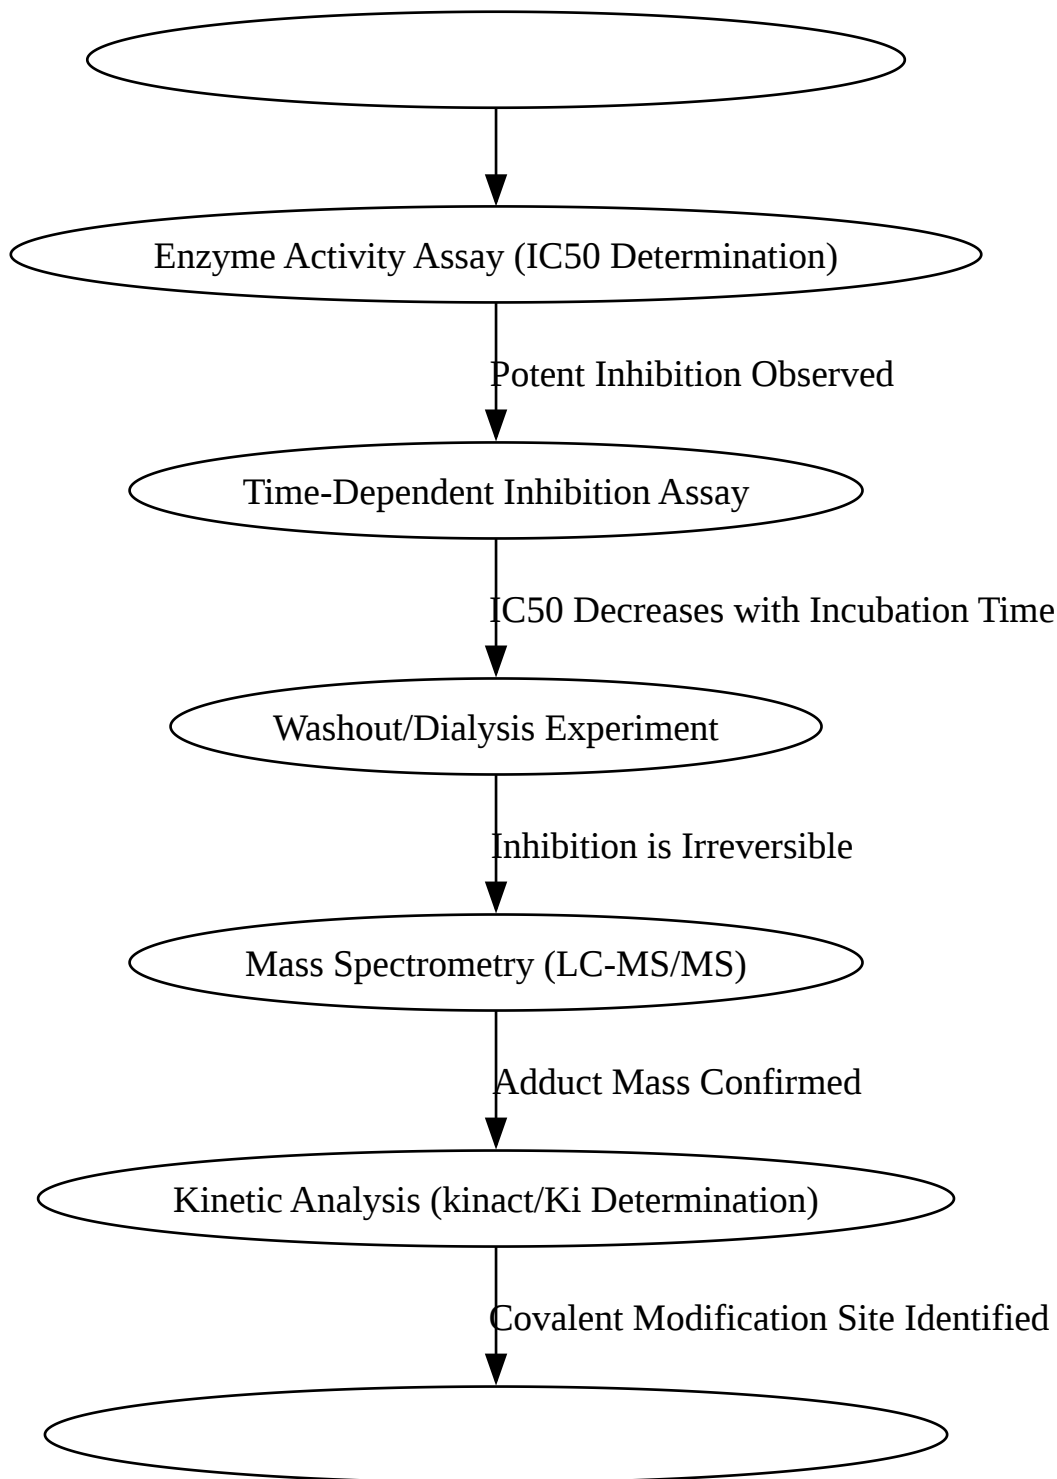 Enzyme Activity Assay (IC50 Determination)
Potent Inhibition Observed
Time-Dependent Inhibition Assay
IC50 Decreases with Incubation Time
Washout/Dialysis Experiment
Inhibition is Irreversible
Mass Spectrometry (LC-MS/MS)
Adduct Mass Confirmed
Kinetic Analysis (kinact/Ki Determination)
Covalent Modification Site Identified